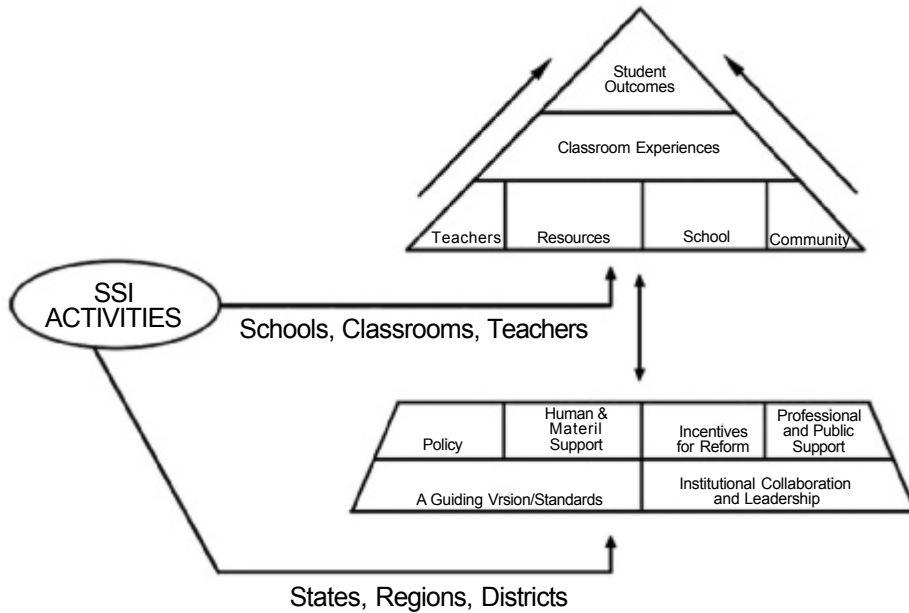 Student
Outcomes
Classroom Experiences
Teachers
Resources
School
Community
SSI
ACTIVITIES
Schools, Classrooms, Teachers
Policy
Human &
Materil
Support
Incentives
for Reform
Professional
and Public
Support
A Guiding Vrsion/Standards
Institutional Collaboration
and Leadership
States, Regions, Districts